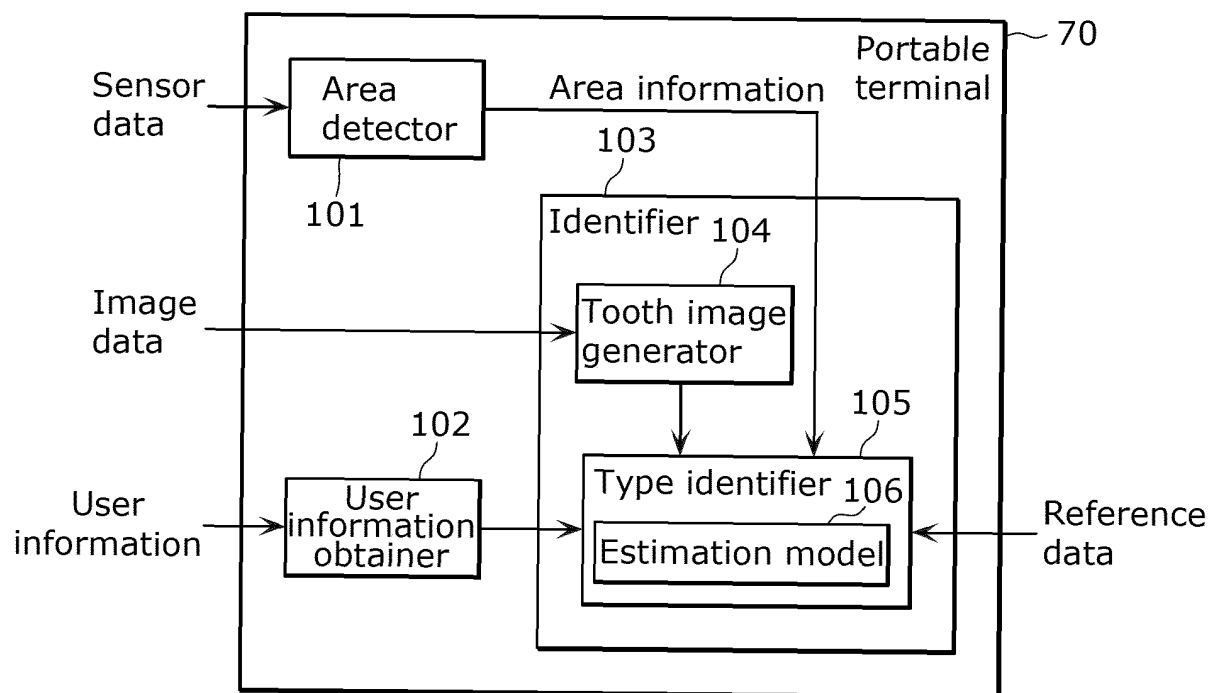 70
Portable
terminal
Sensor
data
Area
detector
Area information
101
103
Identifier
104
Image
data
Tooth image
generator
102
105
User
information
User
information
obtainer
Type identifier
106
Estimation model
Reference
data